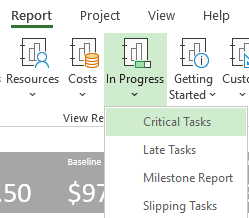 Report Project View Help
Resources Costs In Progress Getting Started
View Re
Critical Tasks
Late Tasks
Milestone Report
Slipping Tasks
Baseline
.50 $97